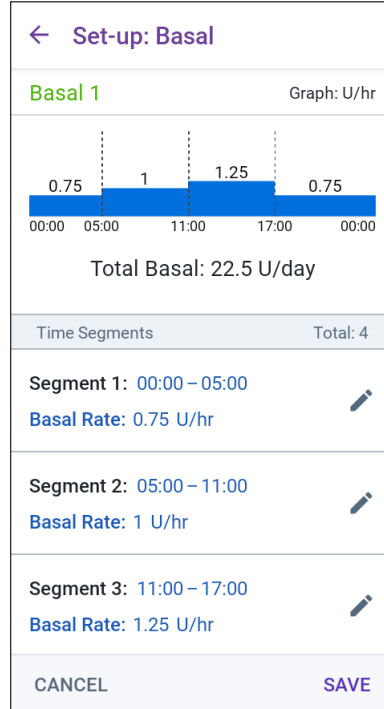 Set-up: Basal
Basal 1 Graph: U/hr
0.75 1 1.25 0.75
00:00 05:00 11:00 17:00 00:00
Total Basal: 22.5 U/day
Time Segments Total: 4
Segment 1: 00:00 – 05:00
Basal Rate: 0.75 U/hr
Segment 2: 05:00 – 11:00
Basal Rate: 1 U/hr
Segment 3: 11:00 – 17:00
Basal Rate: 1.25 U/hr
CANCEL SAVE